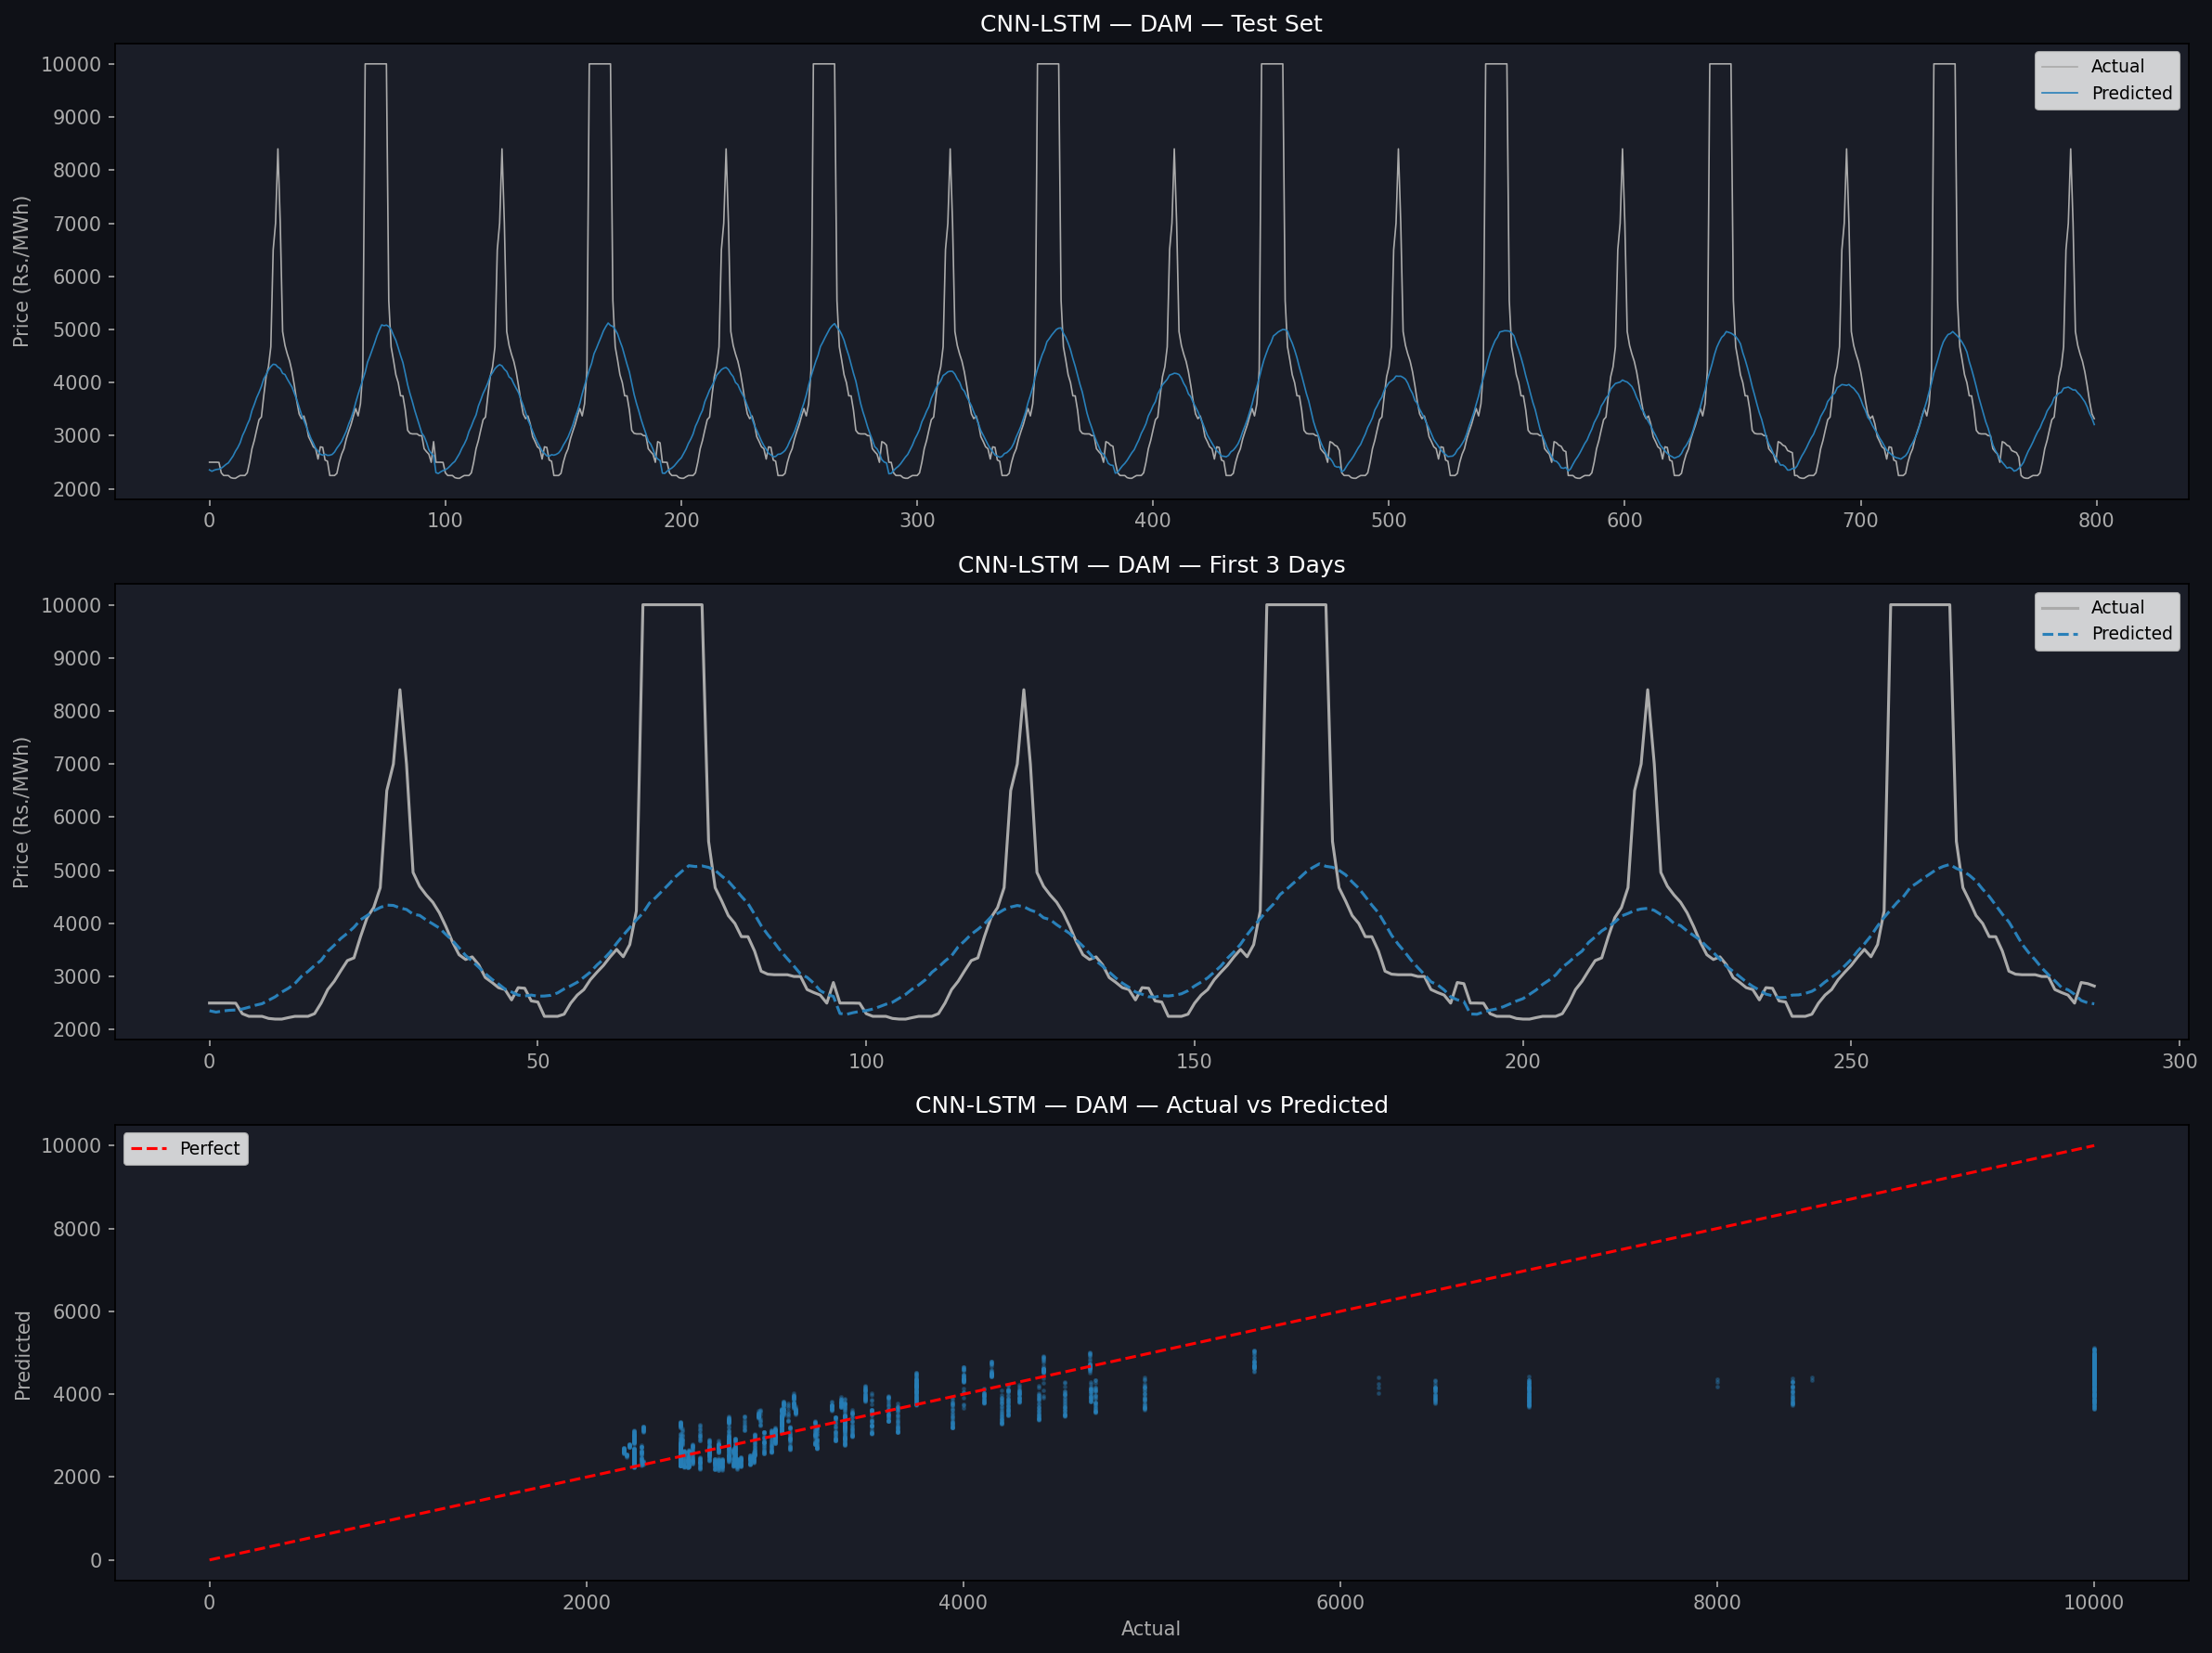 CNN-LSTM — DAM — Test Set
Price (Rs./MWh)
10000
9000
8000
7000
6000
5000
4000
3000
2000
Actual
Predicted
0 100 200 300 400 500 600 700 800
CNN-LSTM — DAM — First 3 Days
Price (Rs./MWh)
10000
9000
8000
7000
6000
5000
4000
3000
2000
Actual
Predicted
0 50 100 150 200 250 300
CNN-LSTM — DAM — Actual vs Predicted
Predicted
10000
8000
6000
4000
2000
0
Perfect
0 2000 4000 6000 8000 10000
Actual